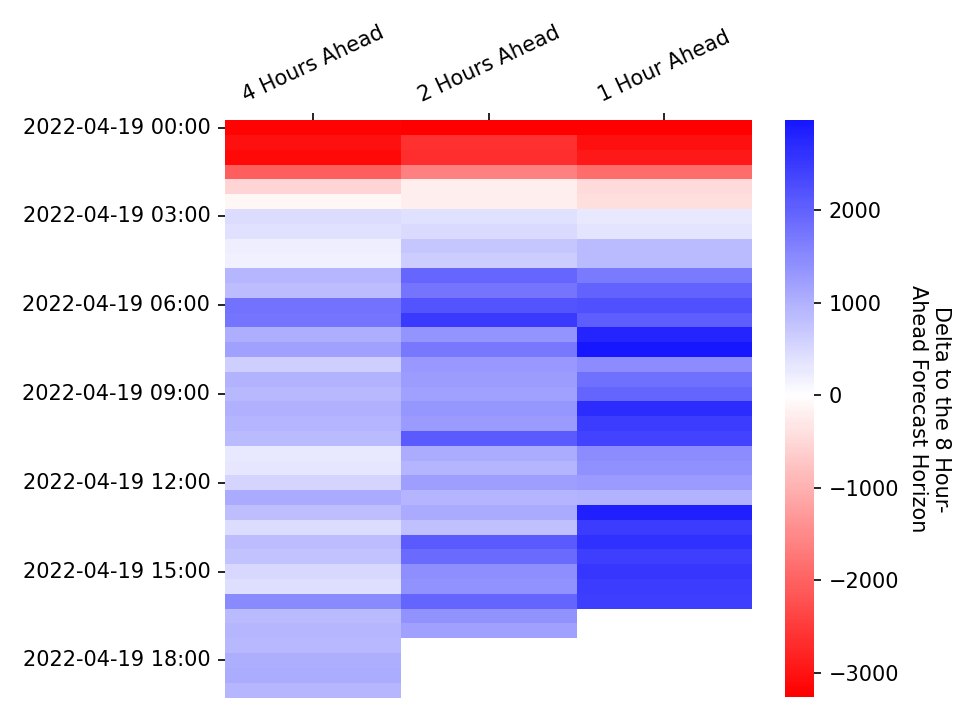 4 Hours Ahead
2 Hours Ahead
1 Hour Ahead
2022-04-19 00:00
2022-04-19 03:00
2022-04-19 06:00
2022-04-19 09:00
2022-04-19 12:00
2022-04-19 15:00
2022-04-19 18:00
2000
1000
0
−1000
−2000
−3000
Delta to the 8 Hour-
Ahead Forecast Horizon